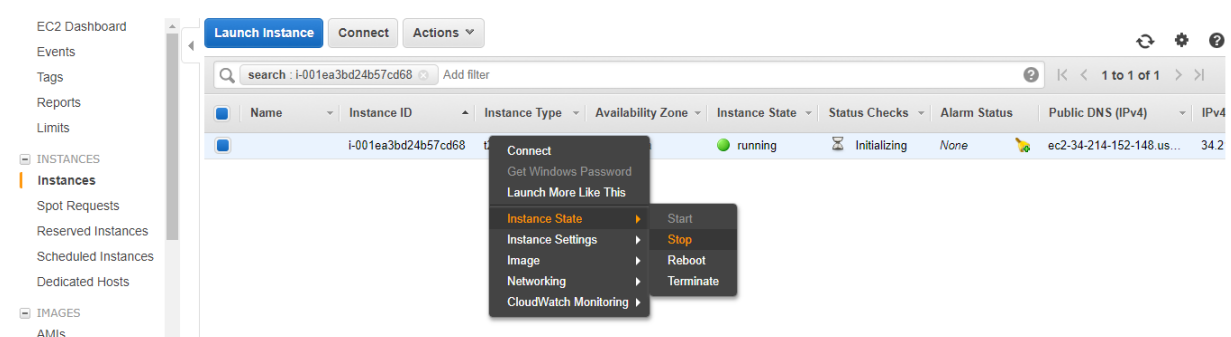 EC2 Dashboard
Events
Tags
Reports
Limits
INSTANCES
Instances
Spot Requests
Reserved Instances
Scheduled Instances
Dedicated Hosts
IMAGES
AMIs
Launch Instance Connect Actions
search : i-001ea3bd24b57cd68 Add filter 1 to 1 of 1
Name Instance ID Instance Type Availability Zone Instance State Status Checks Alarm Status Public DNS (IPv4) IPv4
i-001ea3bd24b57cd68 running Initializing None ec2-34-214-152-148.us... 34.2
Connect
Get Windows Password
Launch More Like This
Instance State
Instance Settings
Image
Networking
CloudWatch Monitoring
Start
Stop
Reboot
Terminate